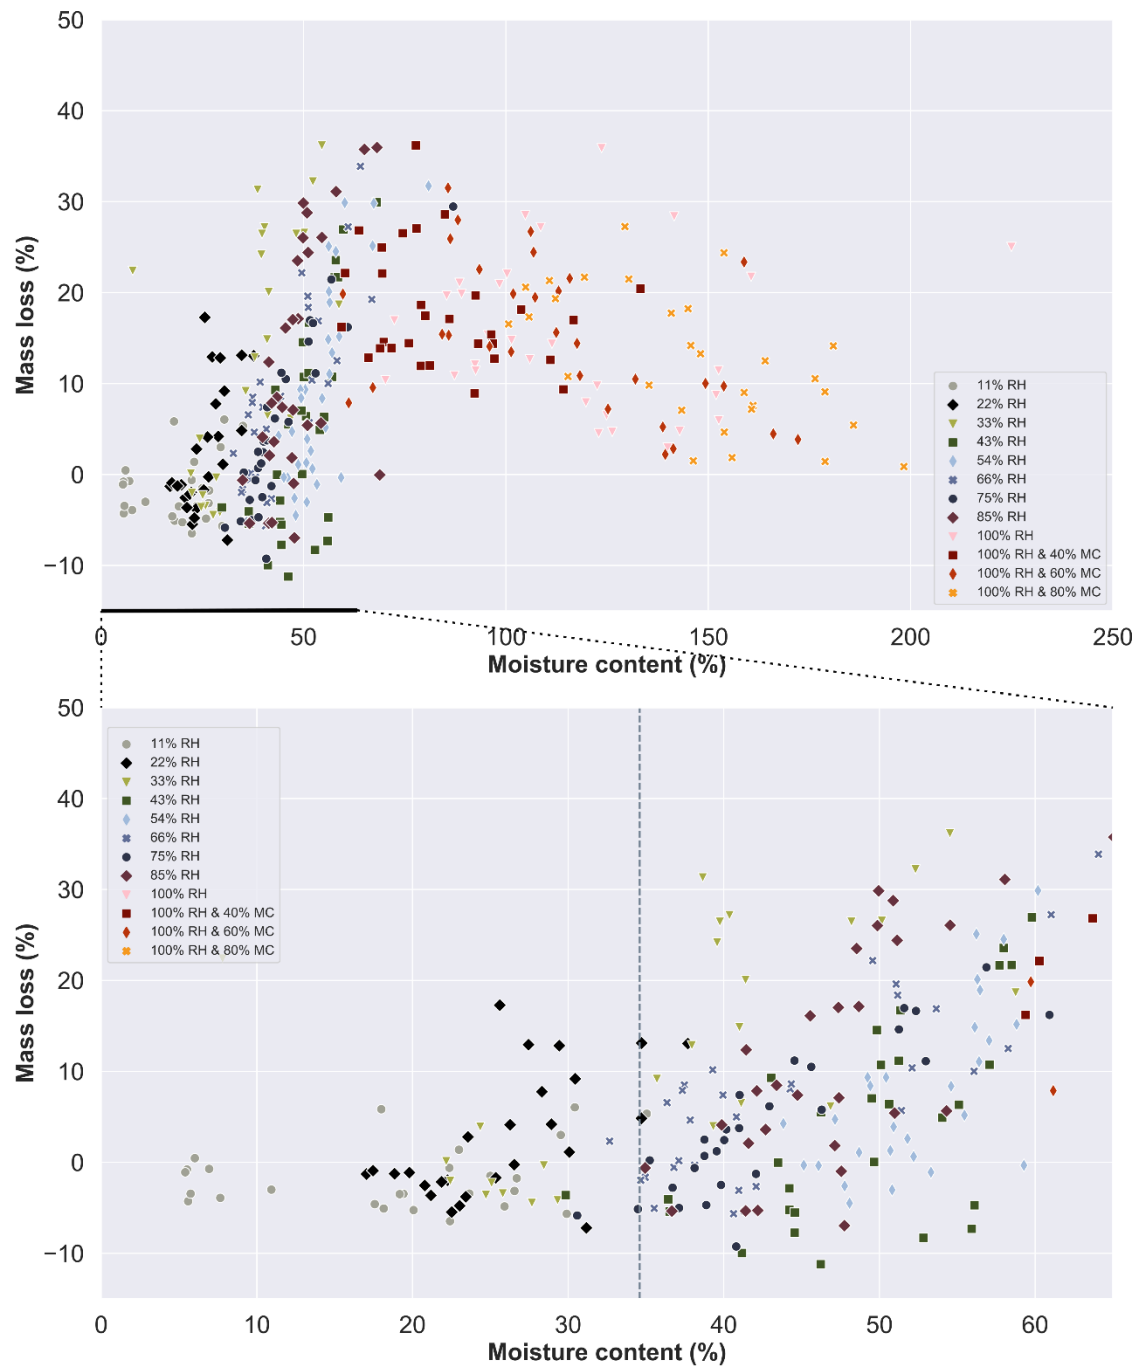 50
40
30
20
10
0
−10
Mass loss (%)
11% RH
22% RH
33% RH
43% RH
54% RH
66% RH
75% RH
85% RH
100% RH
100% RH & 40% MC
100% RH & 60% MC
100% RH & 80% MC
0 50 100 150 200 250
Moisture content (%)
50
40
30
20
10
0
−10
Mass loss (%)
11% RH
22% RH
33% RH
43% RH
54% RH
66% RH
75% RH
85% RH
100% RH
100% RH & 40% MC
100% RH & 60% MC
100% RH & 80% MC
0 10 20 30 40 50 60
Moisture content (%)